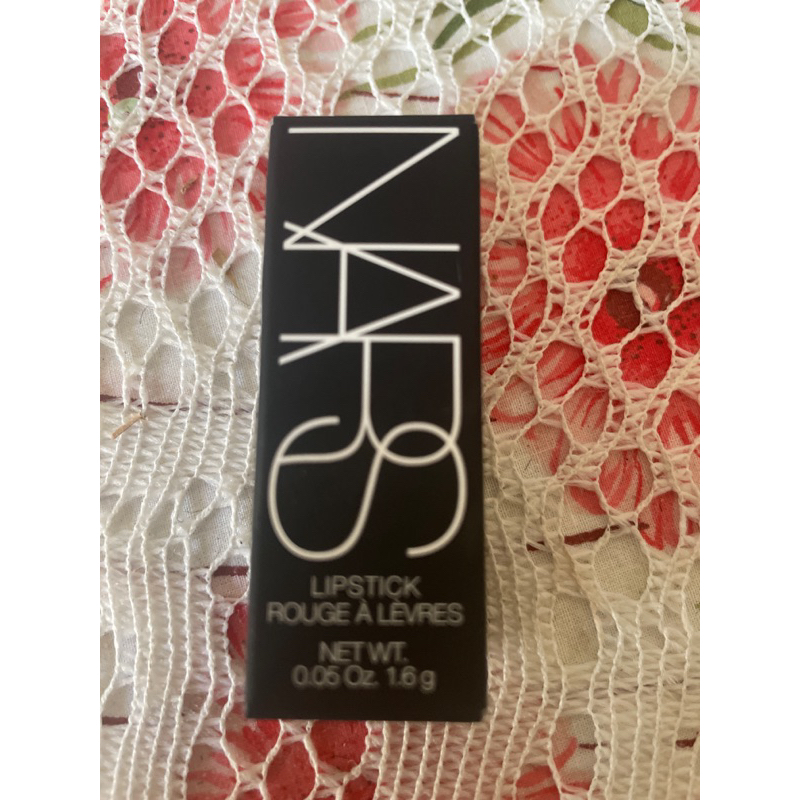 NARS
LIPSTICK
ROUGE À LÈVRES
NET WT.
0.05 Oz. 1.6 g